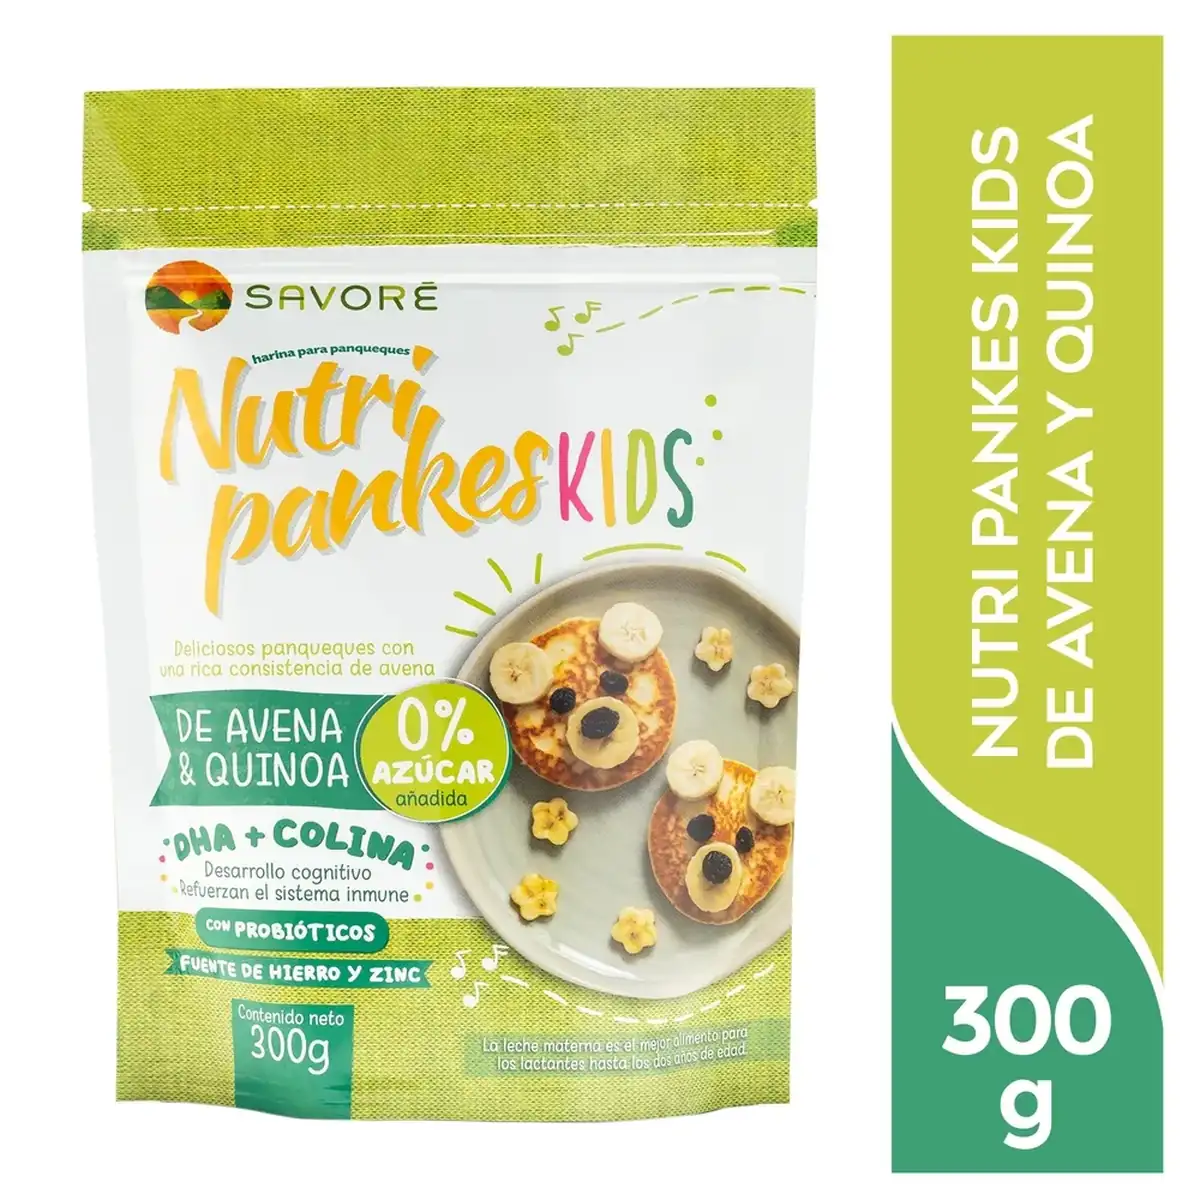 SAVORÉ
harina para panqueques
Nutri
pankes KIDS
Deliciosos panqueques con
una rica consistencia de avena
DE AVENA
& QUINOA
0%
AZÚCAR
añadida
DHA + COLINA
Desarrollo cognitivo
Refuerzan el sistema inmune
CON PROBIÓTICOS
FUENTE DE HIERRO Y ZINC
Contenido neto
300g
La leche materna es el mejor alimento para
los lactantes hasta los dos años de edad.
NUTRI PANKES KIDS
DE AVENA Y QUINOA
300
g